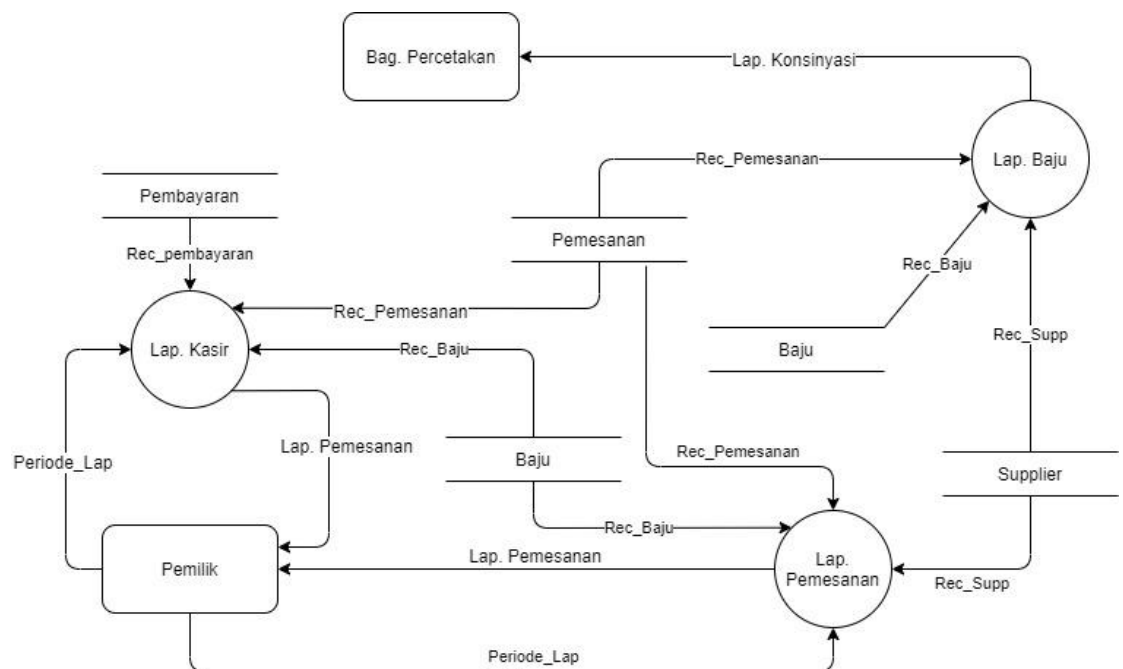 Bag. Percetakan
Lap. Konsinyasi
Lap. Baju
Rec_Pemesanan
Pembayaran
Pemesanan
Rec_pembayaran
Rec_Baju
Rec_Pemesanan
Rec_Supp
Lap. Kasir
Rec_Baju
Baju
Lap. Pemesanan
Rec_Pemesanan
Periode_Lap
Baju
Supplier
Rec_Baju
Lap. Pemesanan
Pemilik
Lap.
Pemesanan
Rec_Supp
Periode_Lap